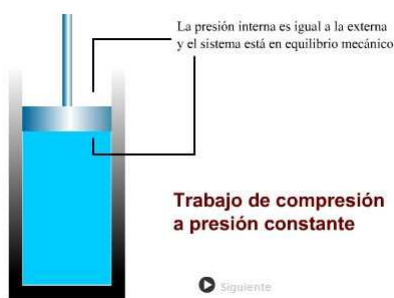 La presión interna es igual a la externa
y el sistema está en equilibrio mecánico
Trabajo de compresión
a presión constante
Siguiente